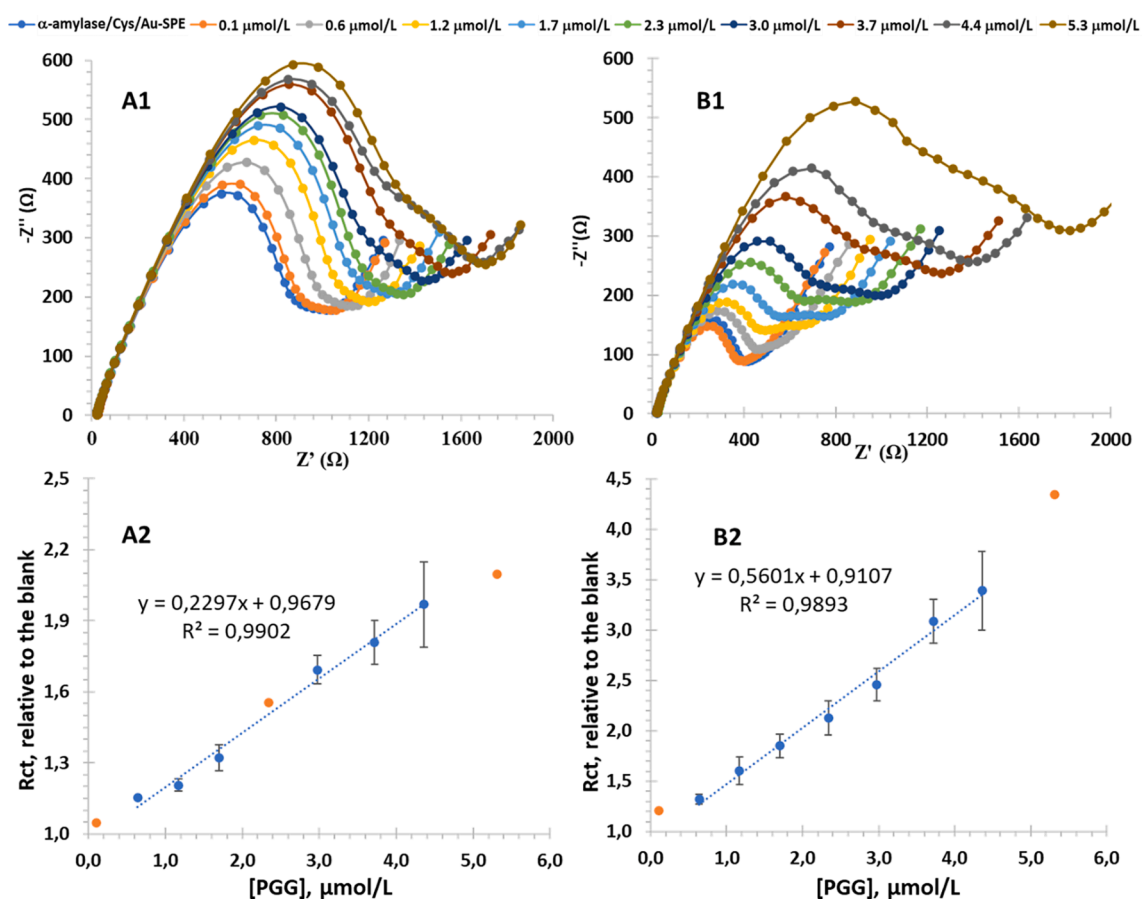 α-amylase/Cys/Au-SPE 0.1 μmol/L 0.6 μmol/L 1.2 μmol/L 1.7 μmol/L 2.3 μmol/L 3.0 μmol/L 3.7 μmol/L 4.4 μmol/L 5.3 μmol/L
A1
600
500
400
300
200
100
0
-Z'' (Ω)
0 400 800 1200 1600 2000
Z' (Ω)
B1
600
500
400
300
200
100
0
-Z''(Ω)
0 400 800 1200 1600 2000
Z' (Ω)
A2
2,5
2,2
1,9
1,6
1,3
1,0
Rct, relative to the blank
y = 0,2297x + 0,9679
R² = 0,9902
0,0 1,0 2,0 3,0 4,0 5,0 6,0
[PGG], μmol/L
B2
4,5
4,0
3,5
3,0
2,5
2,0
1,5
1,0
Rct, relative to the blank
y = 0,5601x + 0,9107
R² = 0,9893
0,0 1,0 2,0 3,0 4,0 5,0 6,0
[PGG], μmol/L